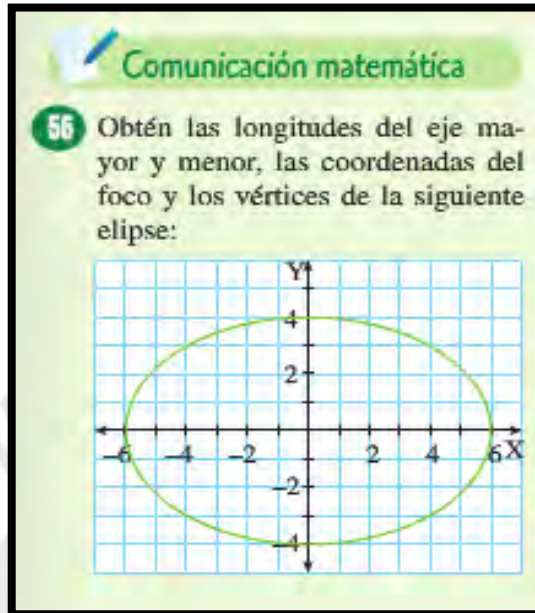 Comunicación matemática
56 Obtén las longitudes del eje ma-
yor y menor, las coordenadas del
foco y los vértices de la siguiente
elipse:
Y
4
2
-6 -4 -2 2 4 6 X
-2
-4